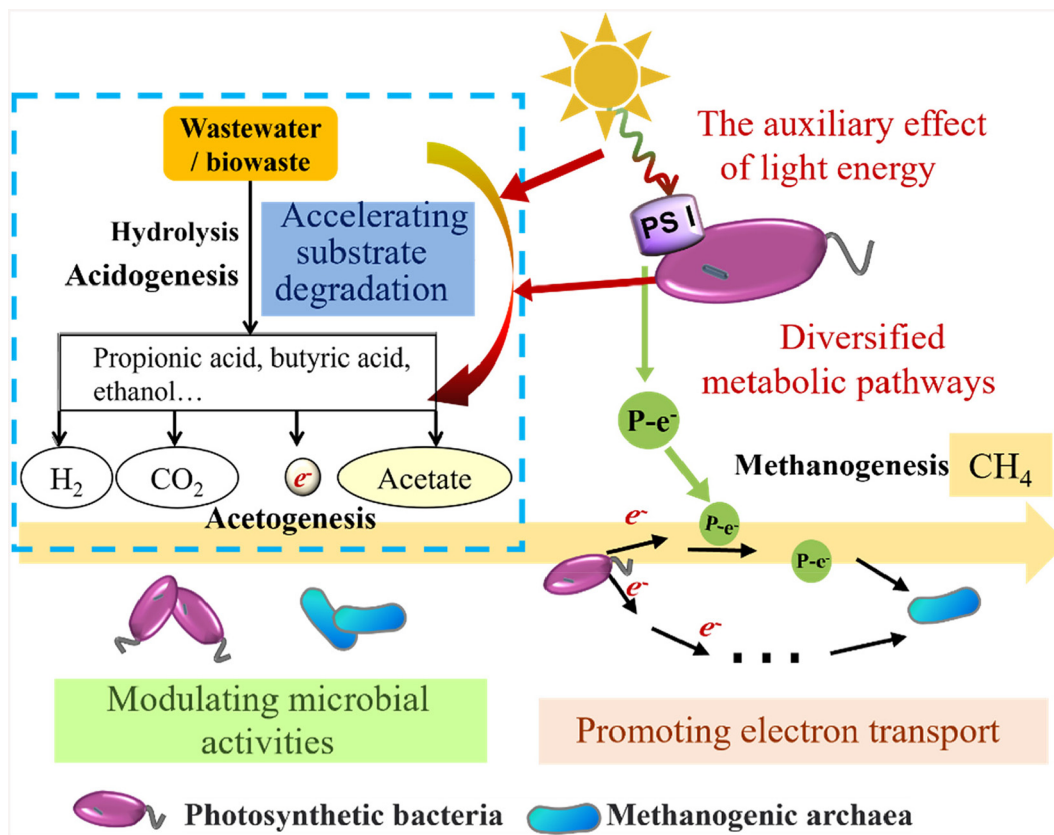 Wastewater
/ biowaste
Hydrolysis
Acidogenesis
Accelerating
substrate
degradation
Propionic acid, butyric acid,
ethanol…
H₂
CO₂
e⁻
Acetate
Acetogenesis
The auxiliary effect
of light energy
PS I
Diversified
metabolic pathways
P-e⁻
Methanogenesis
CH₄
e⁻
P-e⁻
P-e⁻
e⁻
e⁻
...
Modulating microbial
activities
Promoting electron transport
Photosynthetic bacteria
Methanogenic archaea